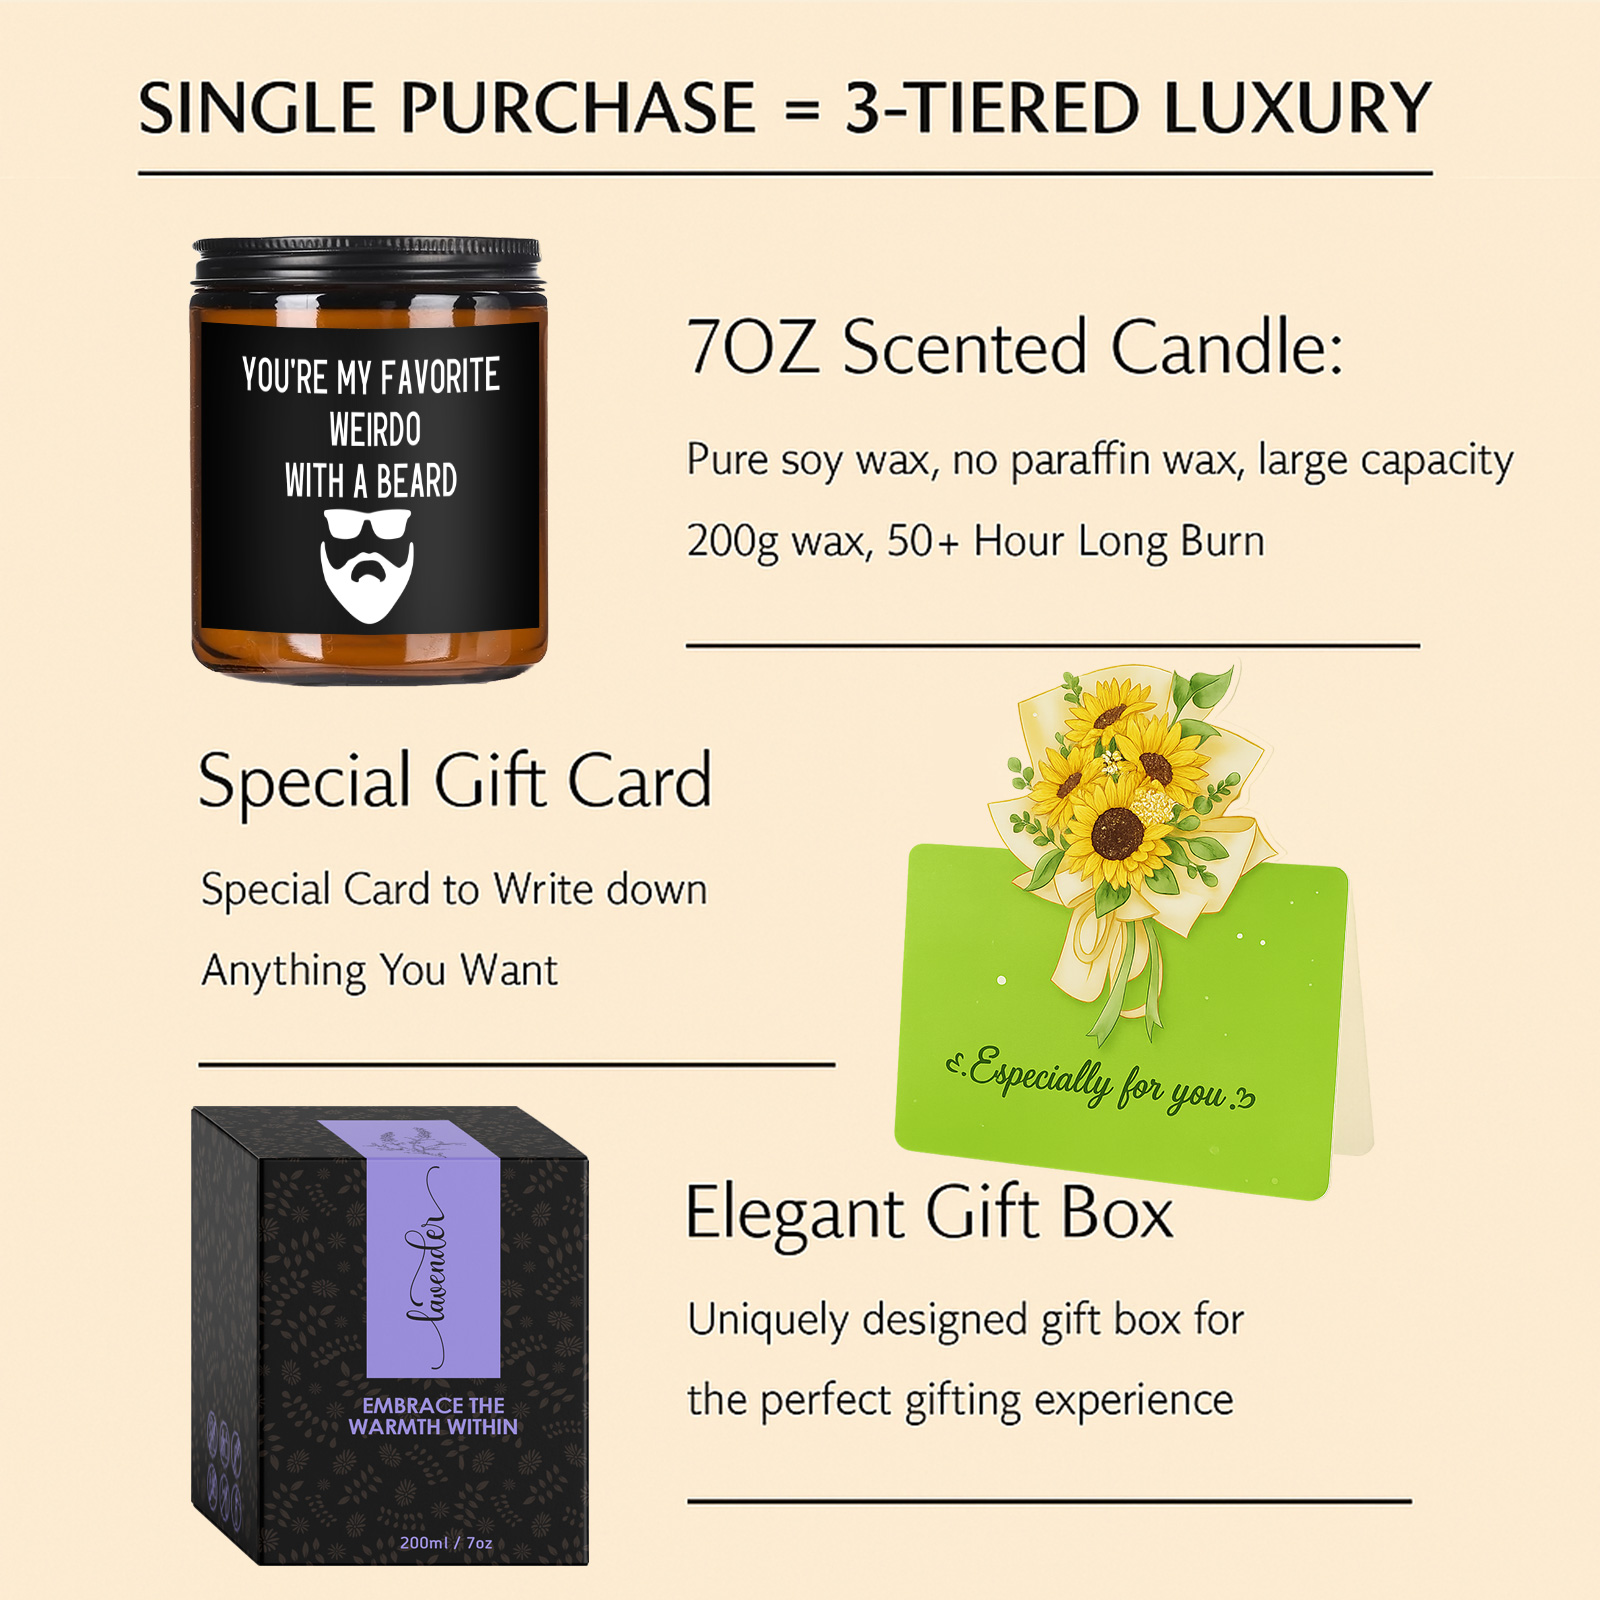 SINGLE PURCHASE = 3-TIERED LUXURY
YOU'RE MY FAVORITE
WEIRDO
WITH A BEARD
7OZ Scented Candle:
Pure soy wax, no paraffin wax, large capacity
200g wax, 50+ Hour Long Burn
Special Gift Card
Special Card to Write down
Anything You Want
Especially for you
lavender
EMBRACE THE
WARMTH WITHIN
200ml / 7oz
Elegant Gift Box
Uniquely designed gift box for
the perfect gifting experience